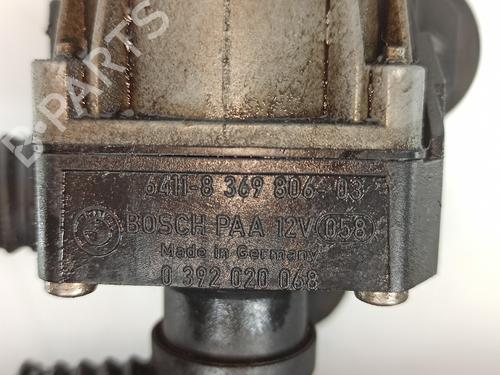 B-PARTS
6411-8 369 806-03
BOSCH PAA 12V 058
Made in Germany
0 392 020 068